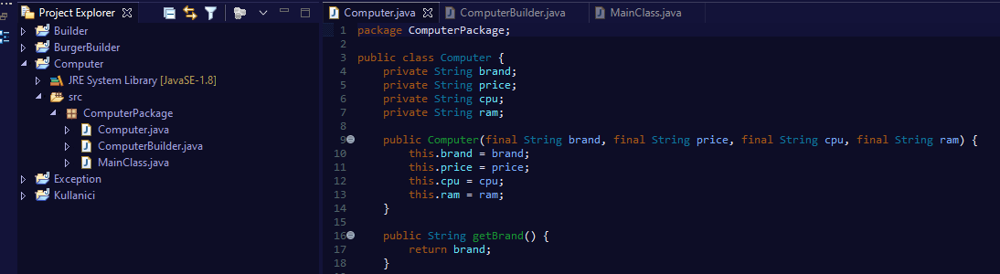 Project Explorer
Builder
BurgerBuilder
Computer
JRE System Library [JavaSE-1.8]
src
ComputerPackage
Computer.java
ComputerBuilder.java
MainClass.java
Exception
Kullanici
Computer.java
ComputerBuilder.java
MainClass.java
1 package ComputerPackage;
2
3 public class Computer {
4     private String brand;
5     private String price;
6     private String cpu;
7     private String ram;
8
9     public Computer(final String brand, final String price, final String cpu, final String ram) {
10         this.brand = brand;
11         this.price = price;
12         this.cpu = cpu;
13         this.ram = ram;
14     }
15
16     public String getBrand() {
17         return brand;
18     }